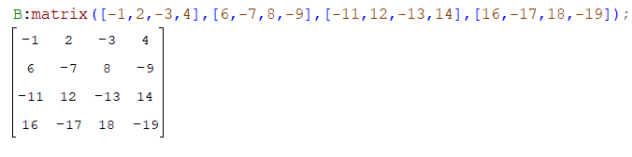 B:matrix([-1,2,-3,4],[6,-7,8,-9],[-11,12,-13,14],[16,-17,18,-19]);
-1 2 -3 4
6 -7 8 -9
-11 12 -13 14
16 -17 18 -19